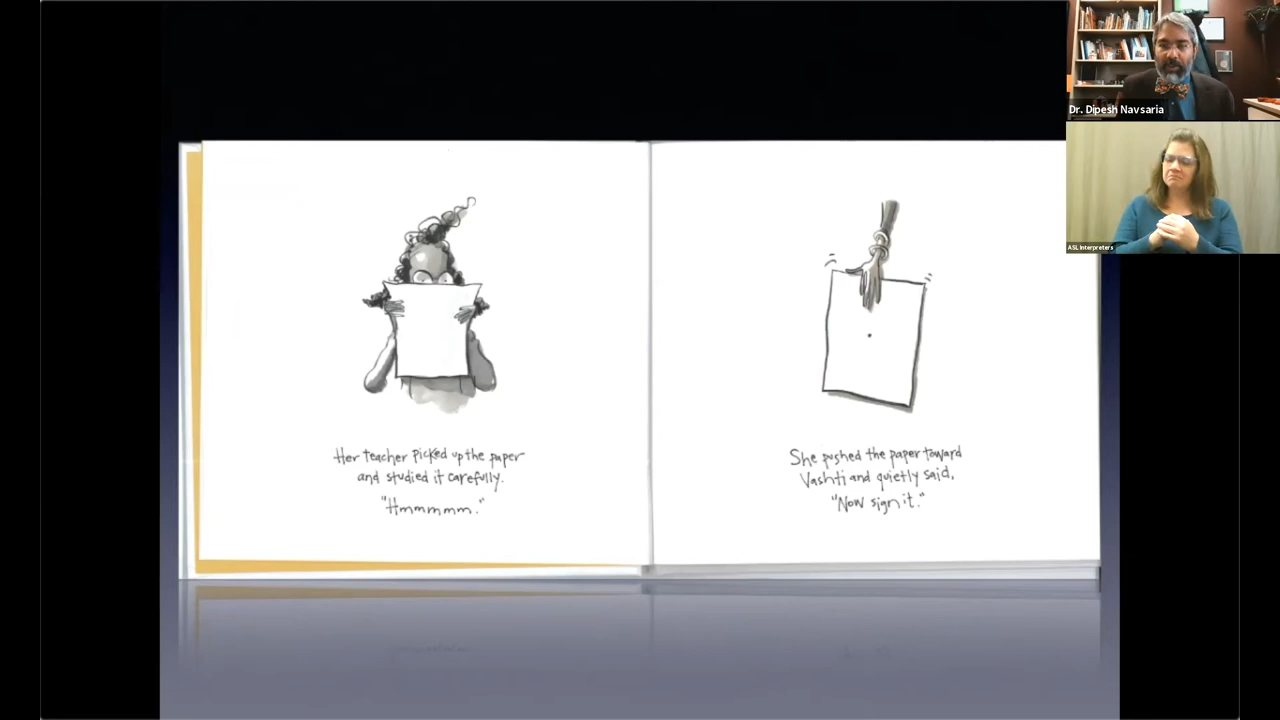 Her teacher picked up the paper
and studied it carefully.
"Hmmmmm."
She pushed the paper toward
Vashti and quietly said,
"Now sign it."
Dr. Dipesh Navsaria
ASL Interpreters